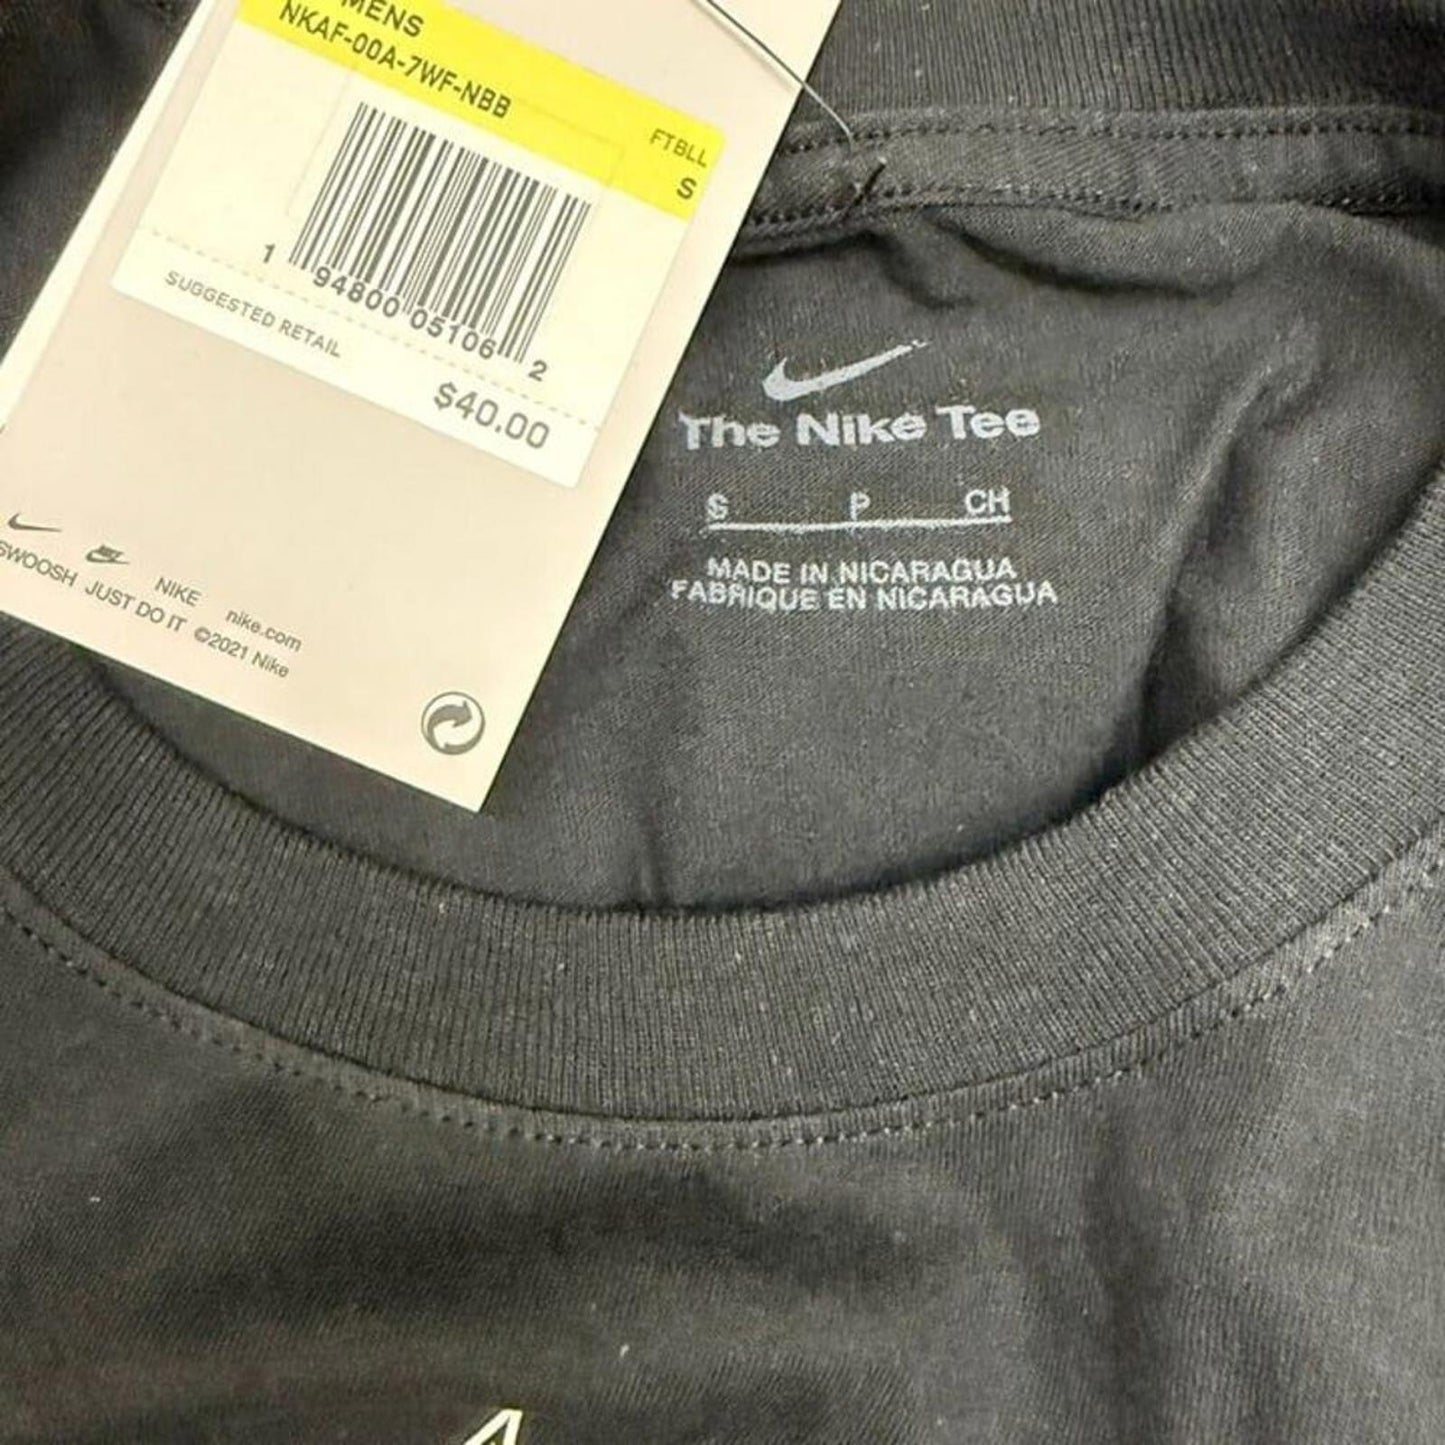 MENS
NKAF-00A-7WF-NBB
FTBLL
S
1 94800 05106 2
SUGGESTED RETAIL
$40.00
SWOOSH JUST DO IT NIKE nike.com
©2021 Nike
The Nike Tee
S P CH
MADE IN NICARAGUA
FABRIQUE EN NICARAGUA